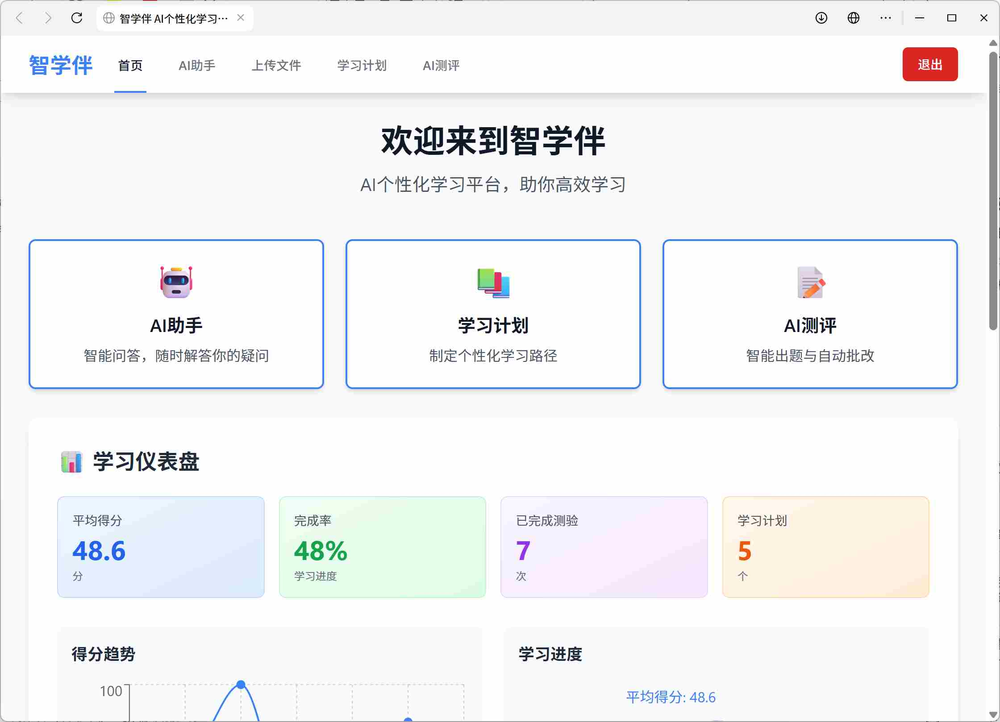 智学伴 AI个性化学习…
智学伴 首页 AI助手 上传文件 学习计划 AI测评 退出
欢迎来到智学伴
AI个性化学习平台，助你高效学习
AI助手
智能问答，随时解答你的疑问
学习计划
制定个性化学习路径
AI测评
智能出题与自动批改
学习仪表盘
平均得分
48.6
分
完成率
48%
学习进度
已完成测验
7
次
学习计划
5
个
得分趋势
100
学习进度
平均得分: 48.6